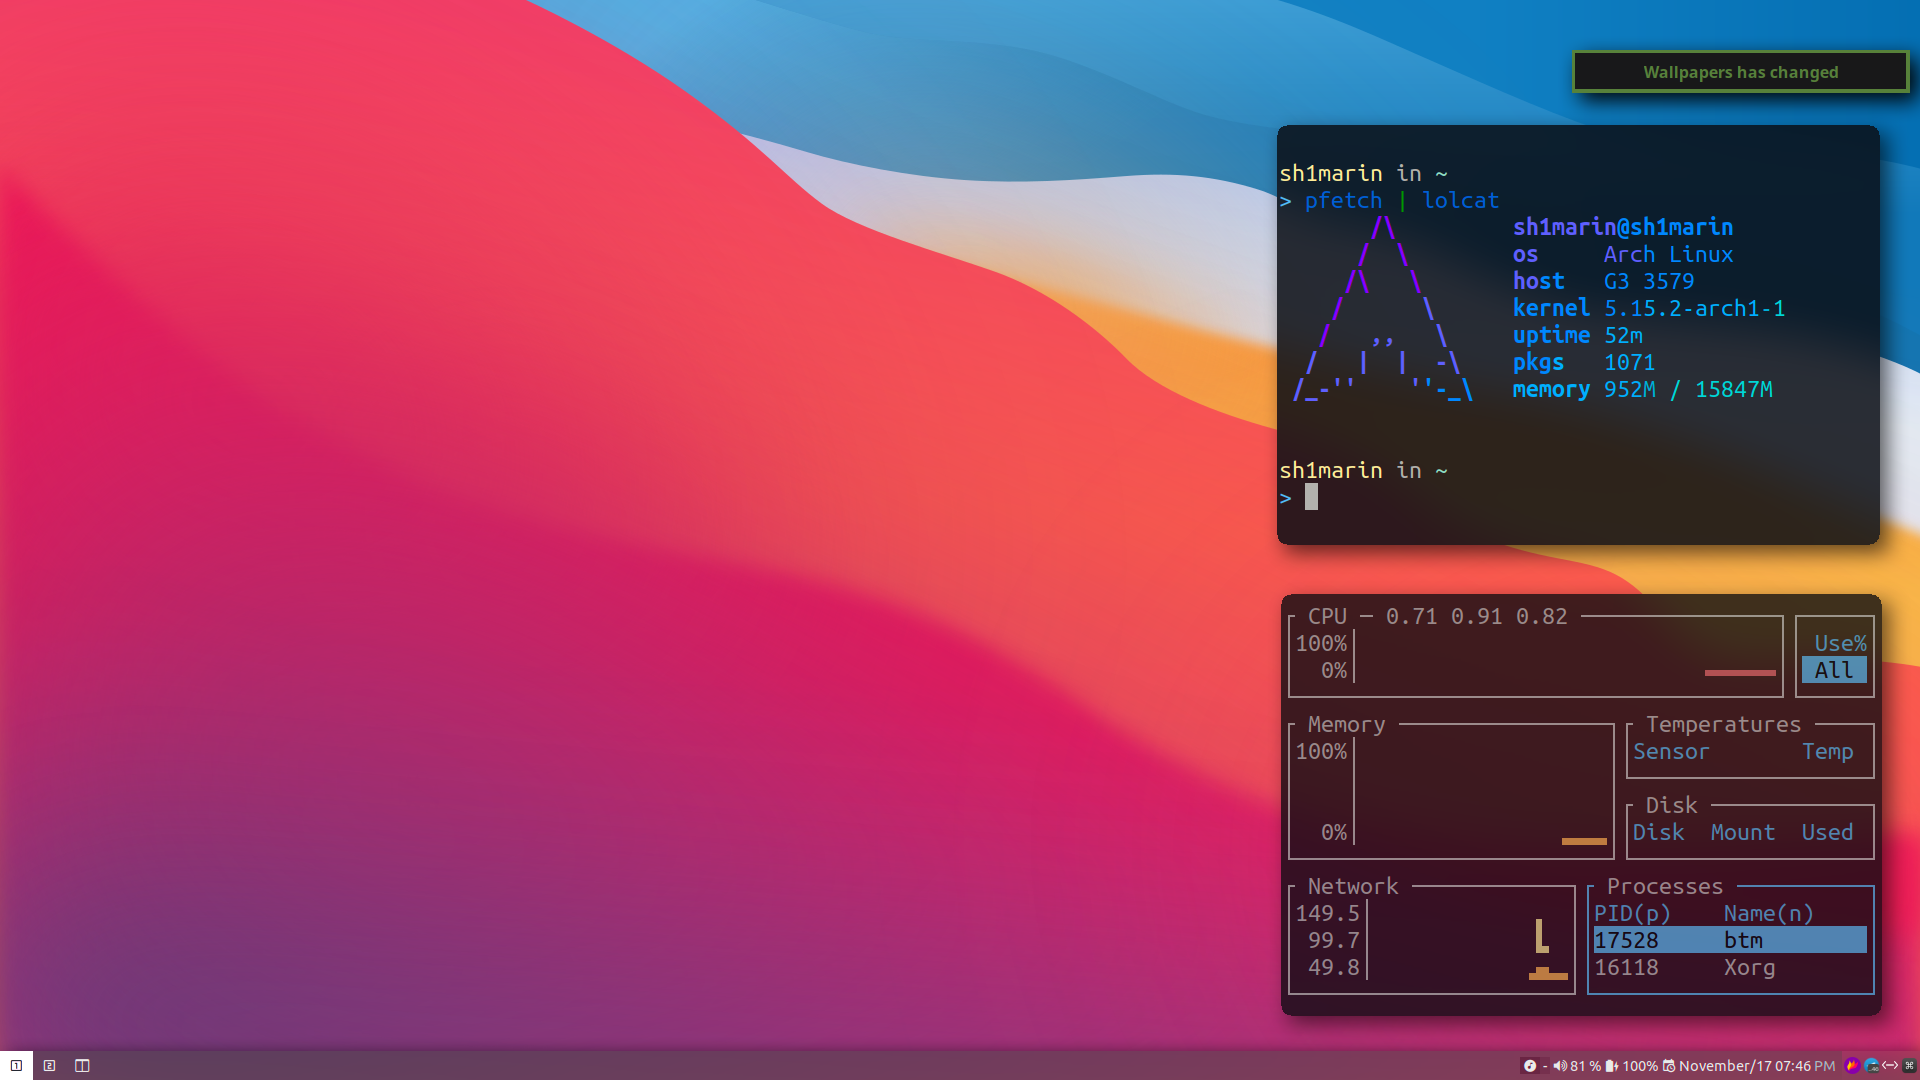 Wallpapers has changed
sh1marin in ~
> pfetch | lolcat
sh1marin@sh1marin
os Arch Linux
host G3 3579
kernel 5.15.2-arch1-1
uptime 52m
pkgs 1071
memory 952M / 15847M
sh1marin in ~
>
CPU — 0.71 0.91 0.82
100%
0%
Use%
All
Memory
100%
0%
Temperatures
Sensor Temp
Disk
Disk Mount Used
Network
149.5
99.7
49.8
Processes
PID(p) Name(n)
17528 btm
16118 Xorg
1 2 - 81 % 100% November/17 07:46 PM